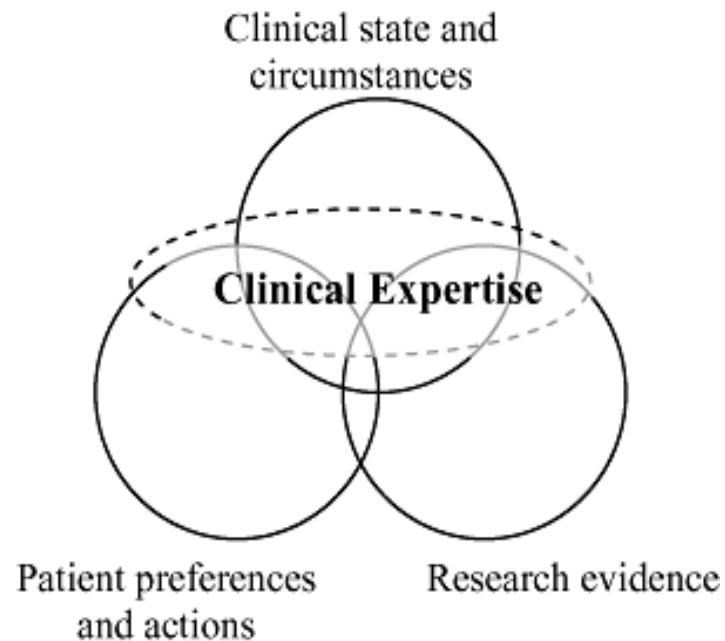 Clinical state and
circumstances
Clinical Expertise
Patient preferences
and actions
Research evidence